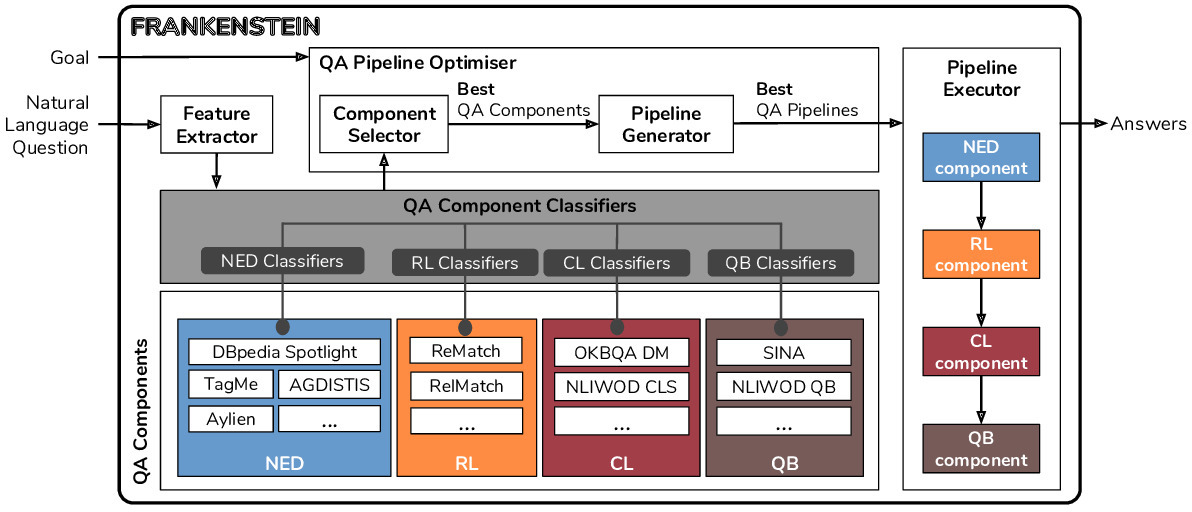 FRANKENSTEIN
Goal
Natural
Language
Question
Feature
Extractor
QA Pipeline Optimiser
Component
Selector
Best
QA Components
Pipeline
Generator
Best
QA Pipelines
Pipeline
Executor
NED
component
RL
component
CL
component
QB
component
Answers
QA Component Classifiers
NED Classifiers
RL Classifiers
CL Classifiers
QB Classifiers
QA Components
DBpedia Spotlight
TagMe
AGDISTIS
Aylien
...
NED
ReMatch
RelMatch
...
RL
OKBQA DM
NLIWOD CLS
...
CL
SINA
NLIWOD QB
...
QB